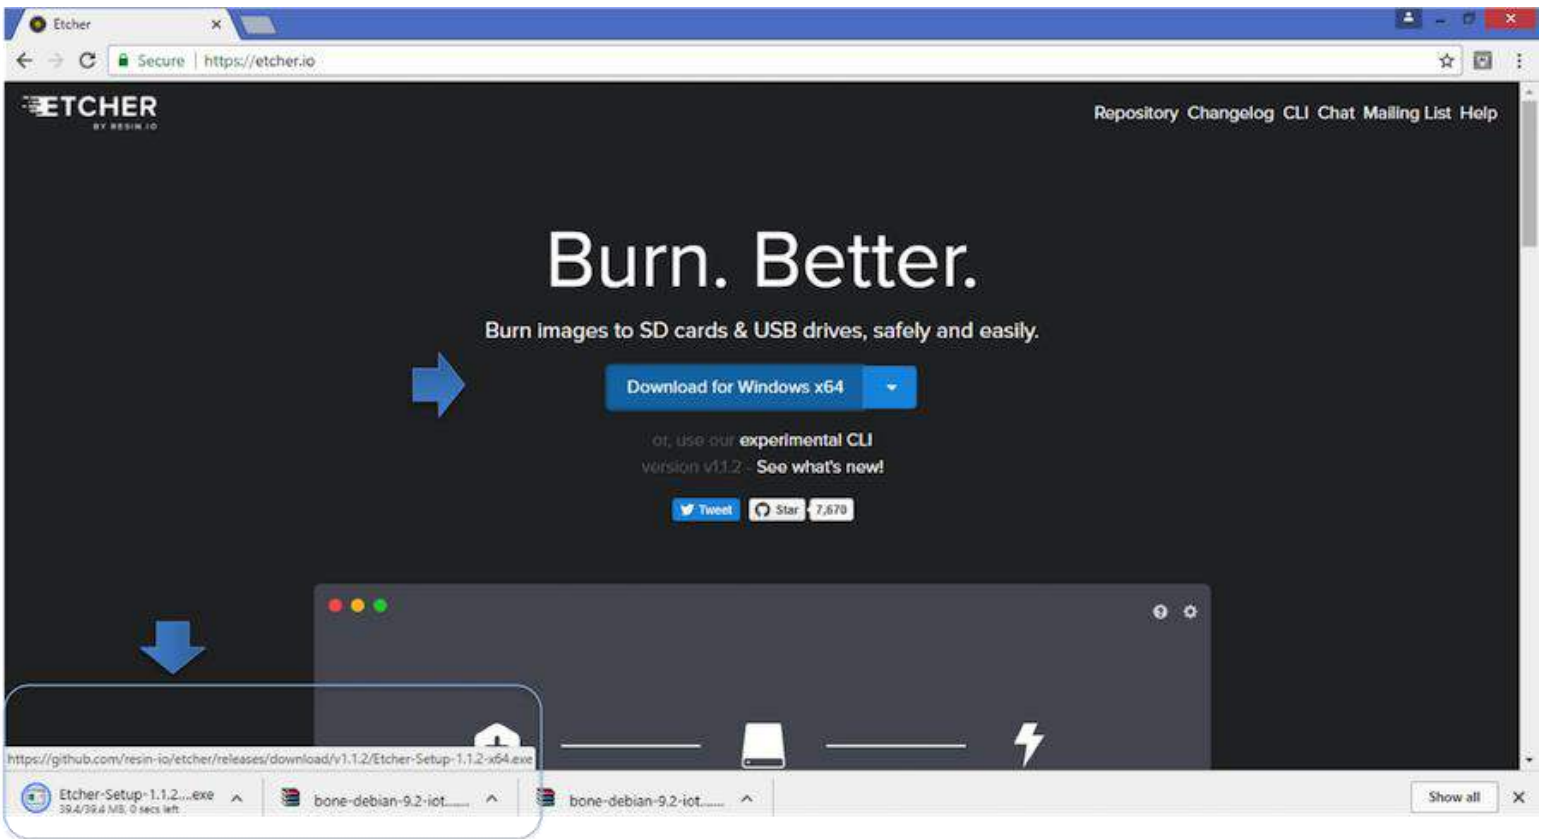 Etcher
Secure | https://etcher.io
ETCHER
BY RESIN.IO
Repository Changelog CLI Chat Mailing List Help
Burn. Better.
Burn images to SD cards & USB drives, safely and easily.
Download for Windows x64
or, use our experimental CLI
version v1.1.2 - See what's new!
Tweet Star 7,670
https://github.com/resin-io/etcher/releases/download/v1.1.2/Etcher-Setup-1.1.2-x64.exe
Etcher-Setup-1.1.2....exe
39.4/39.4 MB, 0 secs left
bone-debian-9.2-iot.......
bone-debian-9.2-iot.......
Show all